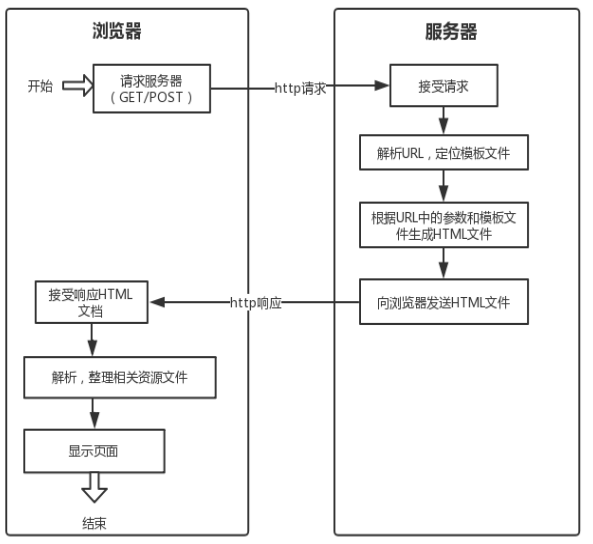 浏览器
服务器
开始
请求服务器
（GET/POST）
http请求
接受请求
解析URL，定位模板文件
根据URL中的参数和模板文
件生成HTML文件
向浏览器发送HTML文件
http响应
接受响应HTML
文档
解析，整理相关资源文件
显示页面
结束